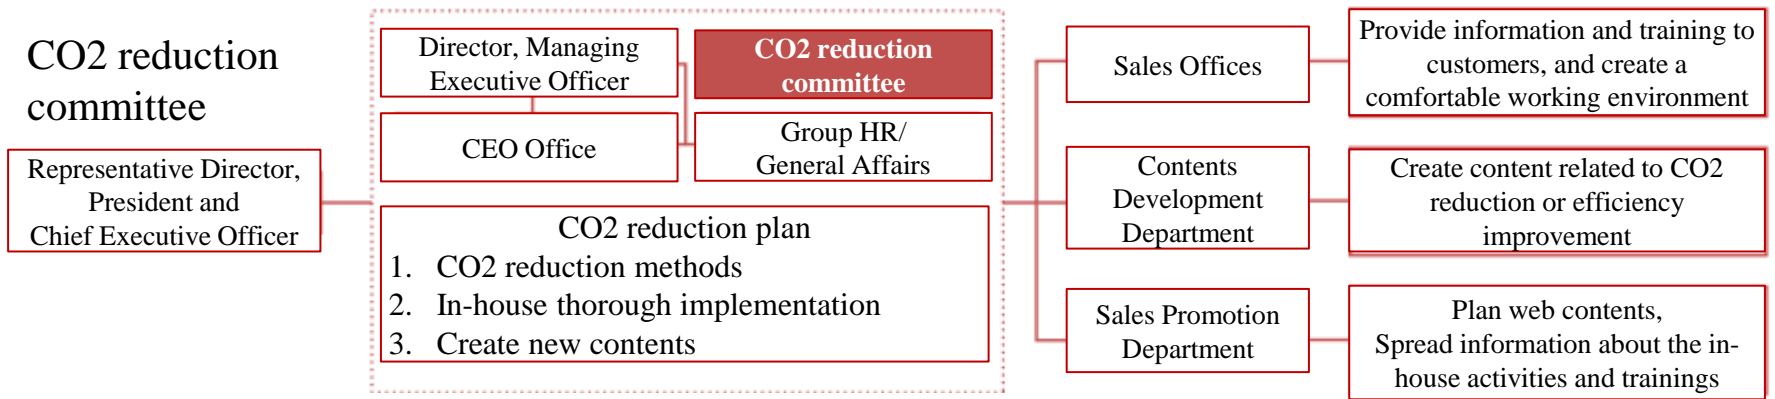 CO2 reduction
committee
Representative Director,
President and
Chief Executive Officer
Director, Managing
Executive Officer
CO2 reduction
committee
CEO Office
Group HR/
General Affairs
CO2 reduction plan
1. CO2 reduction methods
2. In-house thorough implementation
3. Create new contents
Sales Offices
Provide information and training to
customers, and create a
comfortable working environment
Contents
Development
Department
Create content related to CO2
reduction or efficiency
improvement
Sales Promotion
Department
Plan web contents,
Spread information about the in-
house activities and trainings